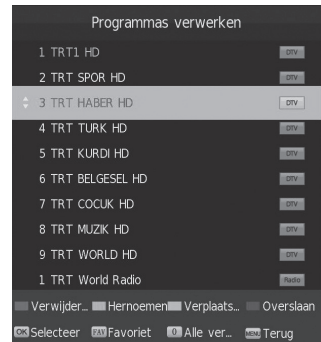 Programmas verwerken
1 TRT1 HD DTV
2 TRT SPOR HD DTV
3 TRT HABER HD DTV
4 TRT TURK HD DTV
5 TRT KURDI HD DTV
6 TRT BELGESEL HD DTV
7 TRT COCUK HD DTV
8 TRT MUZIK HD DTV
9 TRT WORLD HD DTV
1 TRT World Radio Radio
Verwijder... Hernoemen Verplaats... Overslaan
OK Selecteer FAV Favoriet 0 Alle ver... MENU Terug